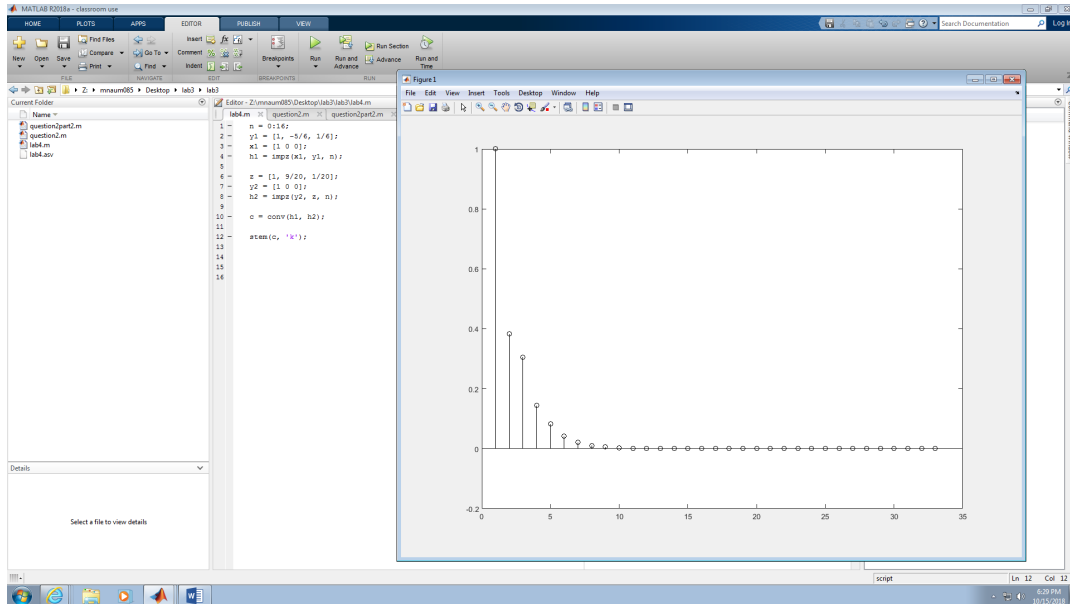 MATLAB R2018a - classroom use
HOME PLOTS APPS EDITOR PUBLISH VIEW
Search Documentation Log In
New Open Save Find Files Compare Print Go To Find Insert Comment Indent fx Breakpoints Run Run and Advance Run Section Advance Run and Time
FILE NAVIGATE EDIT BREAKPOINTS RUN
Z: mnaum085 Desktop lab3 lab3
Current Folder
Name
question2part2.m
question2.m
lab4.m
lab4.asv
Details
Select a file to view details
Editor - Z:\mnaum085\Desktop\lab3\lab3\lab4.m
lab4.m question2.m question2part2.m
1 - n = 0:16;
2 - y1 = [1, -5/6, 1/6];
3 - x1 = [1 0 0];
4 - h1 = impz(x1, y1, n);
5
6 - z = [1, 9/20, 1/20];
7 - y2 = [1 0 0];
8 - h2 = impz(y2, z, n);
9
10 - c = conv(h1, h2);
11
12 - stem(c, 'k');
13
14
15
16
Figure 1
File Edit View Insert Tools Desktop Window Help
1
0.8
0.6
0.4
0.2
0
-0.2
0 5 10 15 20 25 30 35
script Ln 12 Col 12
6:29 PM
10/15/2018